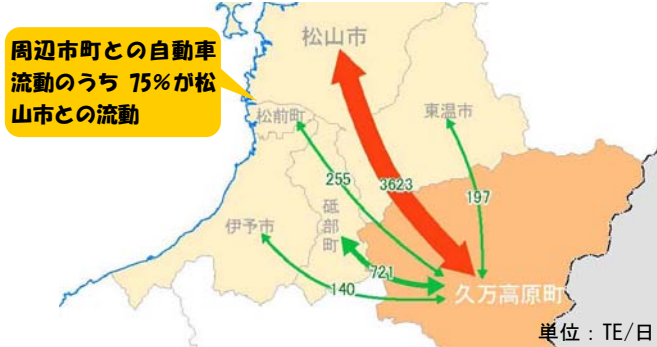 周辺市町との自動車
流動のうち 75%が松
山市との流動
松山市
東温市
松前町
255
3623
197
砥部町
伊予市
721
140
久万高原町
単位：TE/日